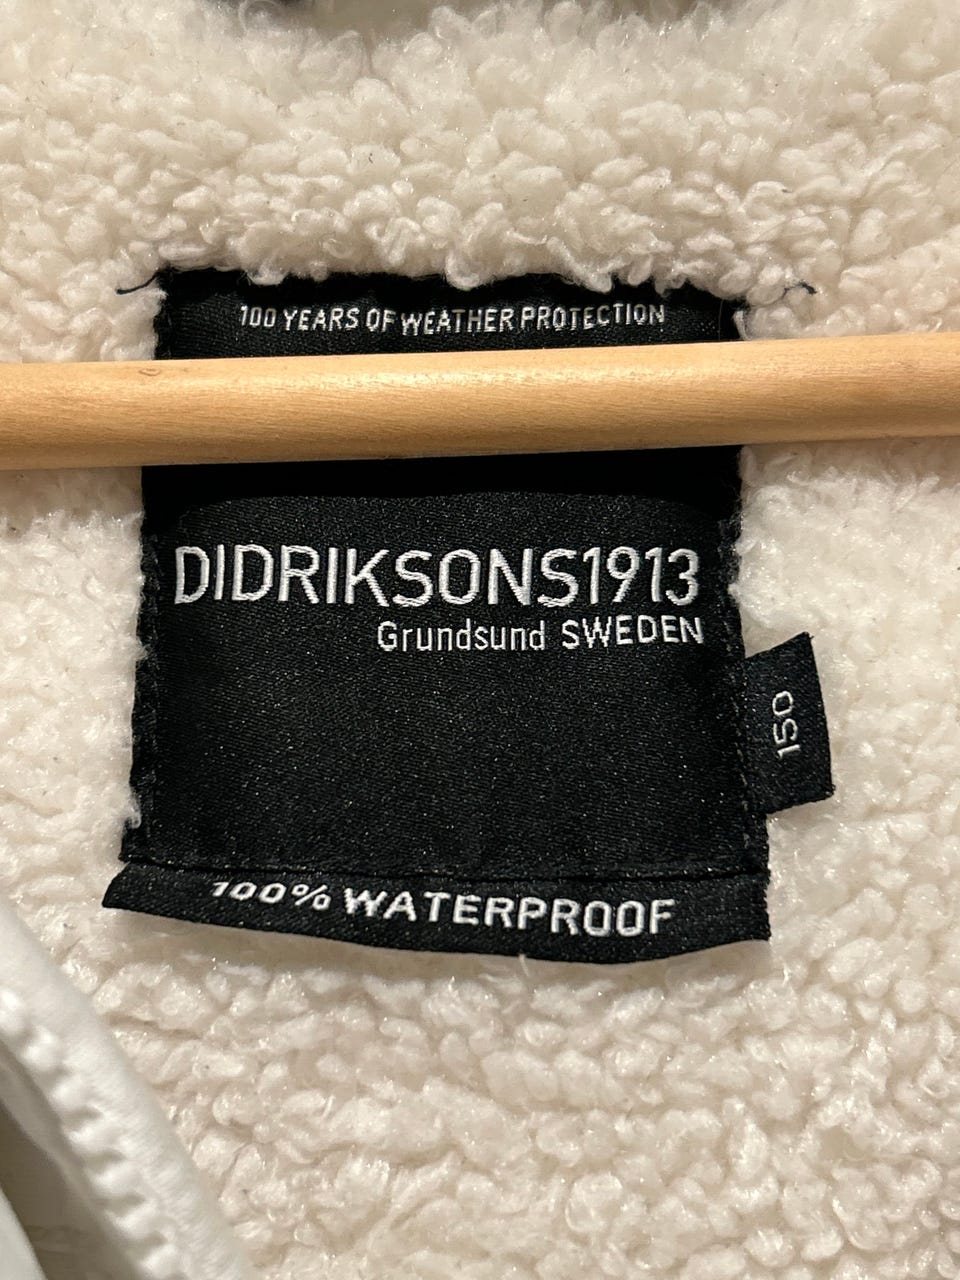 100 YEARS OF WEATHER PROTECTION
DIDRIKSONS1913
Grundsund SWEDEN
150
100% WATERPROOF